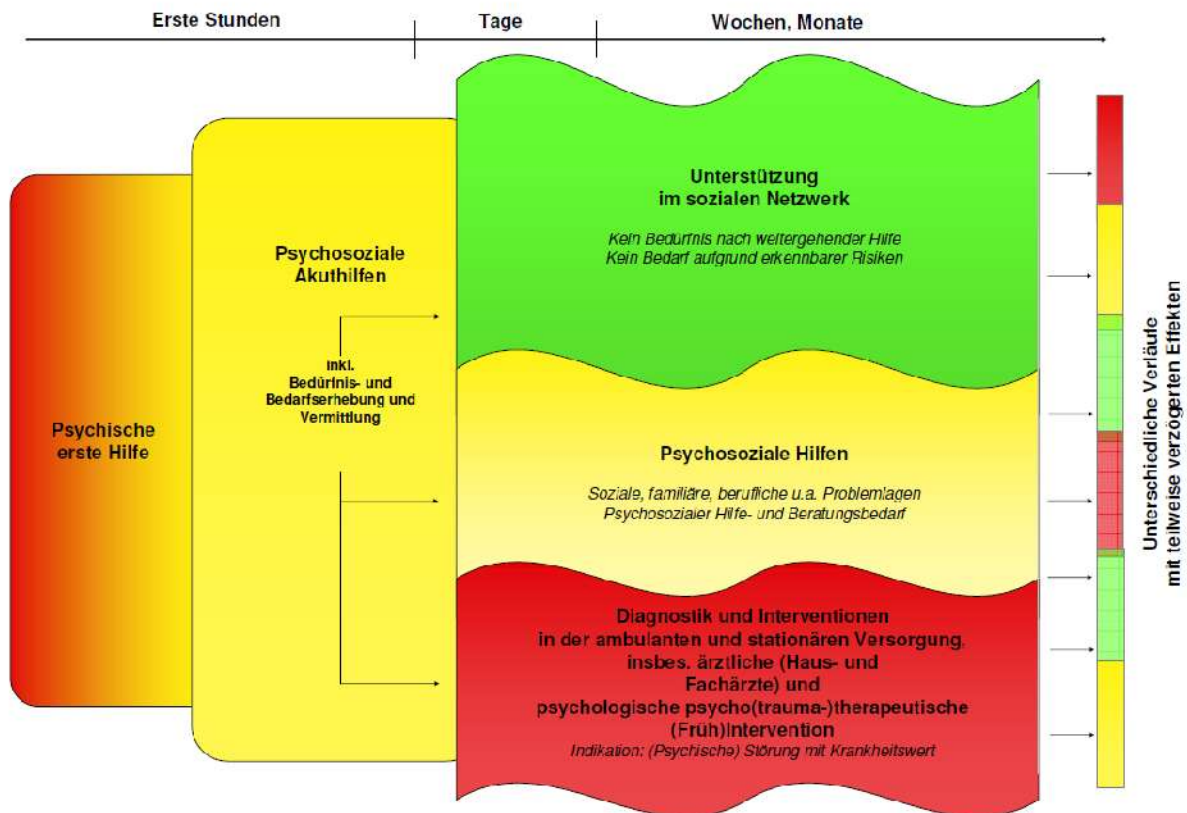 Erste Stunden
Tage
Wochen, Monate
Psychische
erste Hilfe
Psychosoziale
Akuthilfen
inkl.
Bedürfnis- und
Bedarfserhebung und
Vermittlung
Unterstützung
im sozialen Netzwerk
Kein Bedürfnis nach weitergehender Hilfe
Kein Bedarf aufgrund erkennbarer Risiken
Psychosoziale Hilfen
Soziale, familiäre, berufliche u.a. Problemlagen
Psychosozialer Hilfe- und Beratungsbedarf
Diagnostik und Interventionen
in der ambulanten und stationären Versorgung,
insbes. ärztliche (Haus- und
Fachärzte) und
psychologische psycho(trauma-)therapeutische
(Früh)Intervention
Indikation: (Psychische) Störung mit Krankheitswert
Unterschiedliche Verläufe
mit teilweise verzögerten Effekten